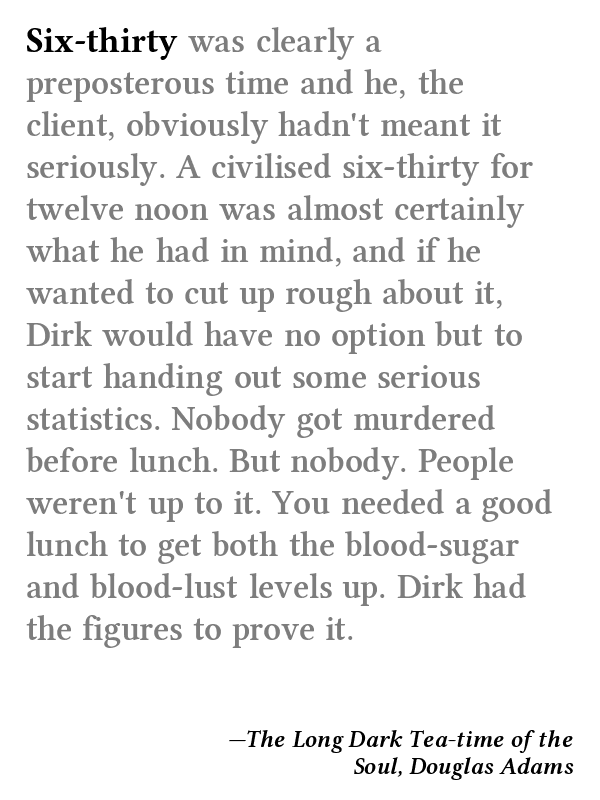 Six-thirty was clearly a
preposterous time and he, the
client, obviously hadn't meant it
seriously. A civilised six-thirty for
twelve noon was almost certainly
what he had in mind, and if he
wanted to cut up rough about it,
Dirk would have no option but to
start handing out some serious
statistics. Nobody got murdered
before lunch. But nobody. People
weren't up to it. You needed a good
lunch to get both the blood-sugar
and blood-lust levels up. Dirk had
the figures to prove it.
—The Long Dark Tea-time of the
Soul, Douglas Adams